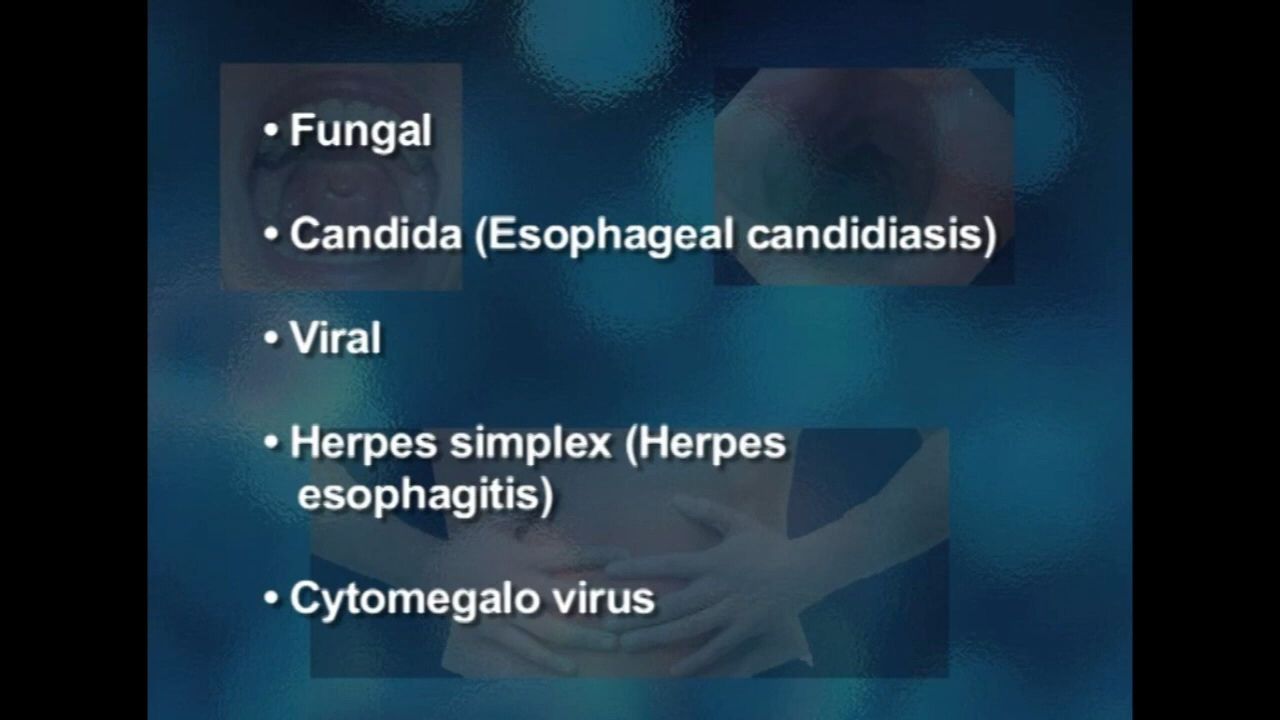 • Fungal
• Candida (Esophageal candidiasis)
• Viral
• Herpes simplex (Herpes
esophagitis)
• Cytomegalo virus